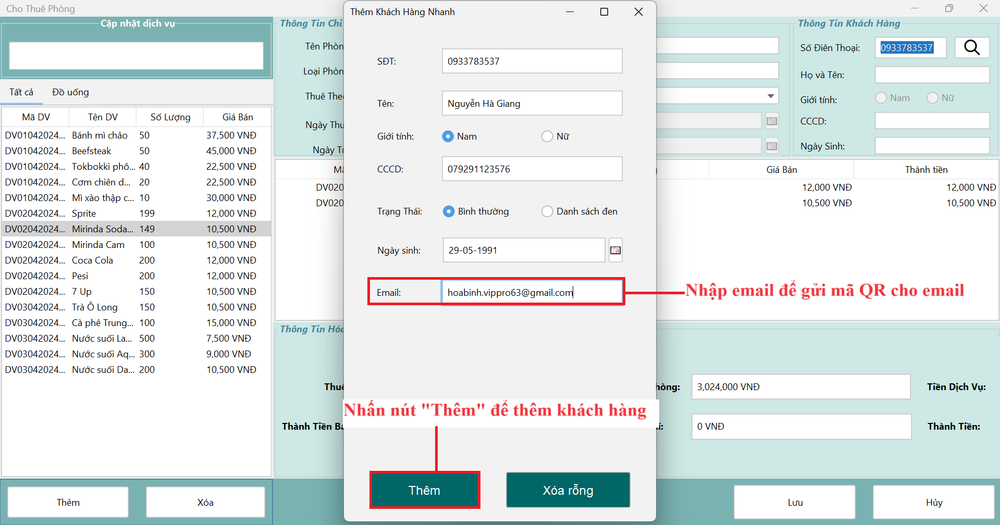 Cho Thuê Phòng
Cập nhật dịch vụ
Tất cả
Đồ uống
Mã DV Tên DV Số Lượng Giá Bán
DV01042024... Bánh mì chảo 50 37,500 VNĐ
DV01042024... Beefsteak 50 45,000 VNĐ
DV01042024... Tokbokki phô... 40 22,500 VNĐ
DV01042024... Cơm chiên d... 20 22,500 VNĐ
DV01042024... Mì xào thập c... 10 30,000 VNĐ
DV02042024... Sprite 199 12,000 VNĐ
DV02042024... Mirinda Soda... 149 10,500 VNĐ
DV02042024... Mirinda Cam 100 10,500 VNĐ
DV02042024... Coca Cola 200 12,000 VNĐ
DV02042024... Pesi 200 12,000 VNĐ
DV02042024... 7 Up 150 10,500 VNĐ
DV03042024... Trà Ô Long 150 10,500 VNĐ
DV03042024... Cà phê Trung... 100 15,000 VNĐ
DV03042024... Nước suối La... 500 7,500 VNĐ
DV03042024... Nước suối Aq... 300 9,000 VNĐ
DV03042024... Nước suối Da... 200 10,500 VNĐ
Thêm
Xóa
Thông Tin Chi
Tên Phòn
Loại Phòn
Thuê The
Ngày Thu
Ngày Tr
DV020
DV020
Thông Tin Hóa
Thuê
Thành Tiền Ba
Thêm Khách Hàng Nhanh
SĐT: 0933783537
Tên: Nguyễn Hà Giang
Giới tính: Nam Nữ
CCCD: 079291123576
Trạng Thái: Bình thường Danh sách đen
Ngày sinh: 29-05-1991
Email: hoabinh.vippro63@gmail.com
Nhập email để gửi mã QR cho email
Nhấn nút "Thêm" để thêm khách hàng
Thêm
Xóa rỗng
Thông Tin Khách Hàng
Số Điên Thoại: 0933783537
Họ và Tên:
Giới tính: Nam Nữ
CCCD:
Ngày Sinh:
Giá Bán Thành tiền
12,000 VNĐ 12,000 VNĐ
10,500 VNĐ 10,500 VNĐ
hòng: 3,024,000 VNĐ Tiền Dịch Vụ:
0 VNĐ Thành Tiền:
Lưu
Hủy